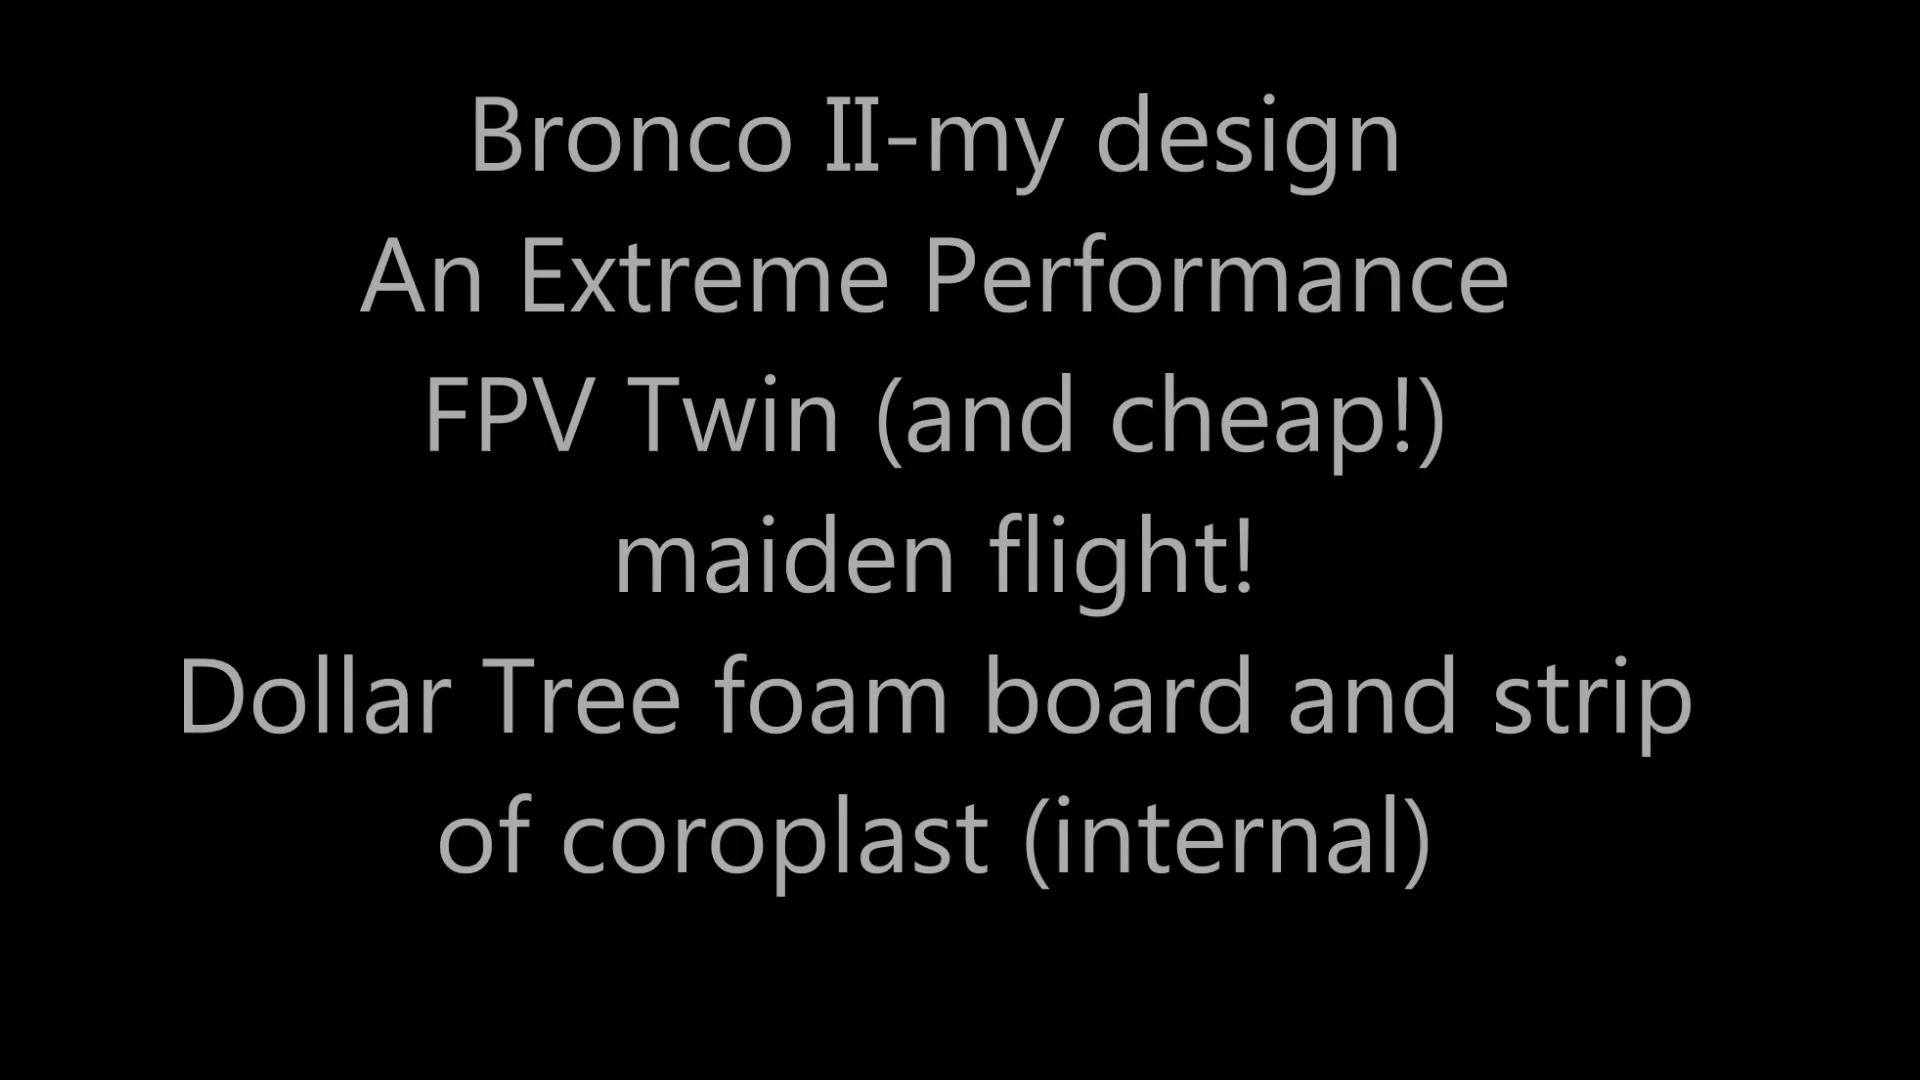 Bronco II-my design
An Extreme Performance
FPV Twin (and cheap!)
maiden flight!
Dollar Tree foam board and strip
of coroplast (internal)